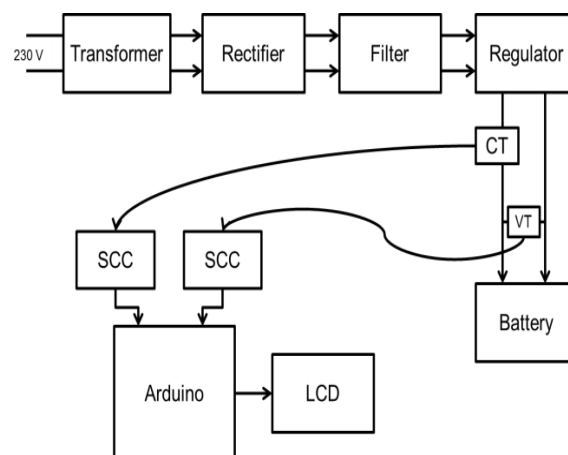 230 V
Transformer
Rectifier
Filter
Regulator
CT
VT
SCC
SCC
Battery
Arduino
LCD